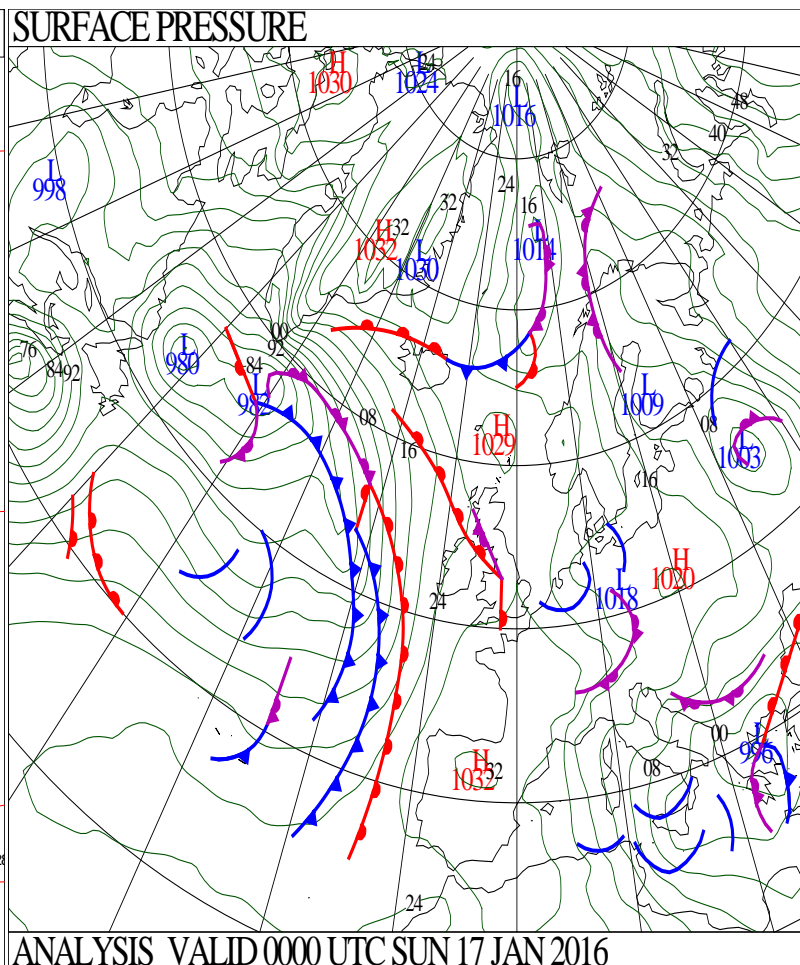 SURFACE PRESSURE
H L
1030 24 1024
16 L 1016
48
40
32
L
998
24
32
16
H 32
1032
L
1030
L
1014
00
92
76 84 92
L
980
84
L
982
L
1009
08
16
H
1029
08
L
1003
16
24
L
1018
H
1020
00
L
996
H
1032 32
08
24
ANALYSIS VALID 0000 UTC SUN 17 JAN 2016